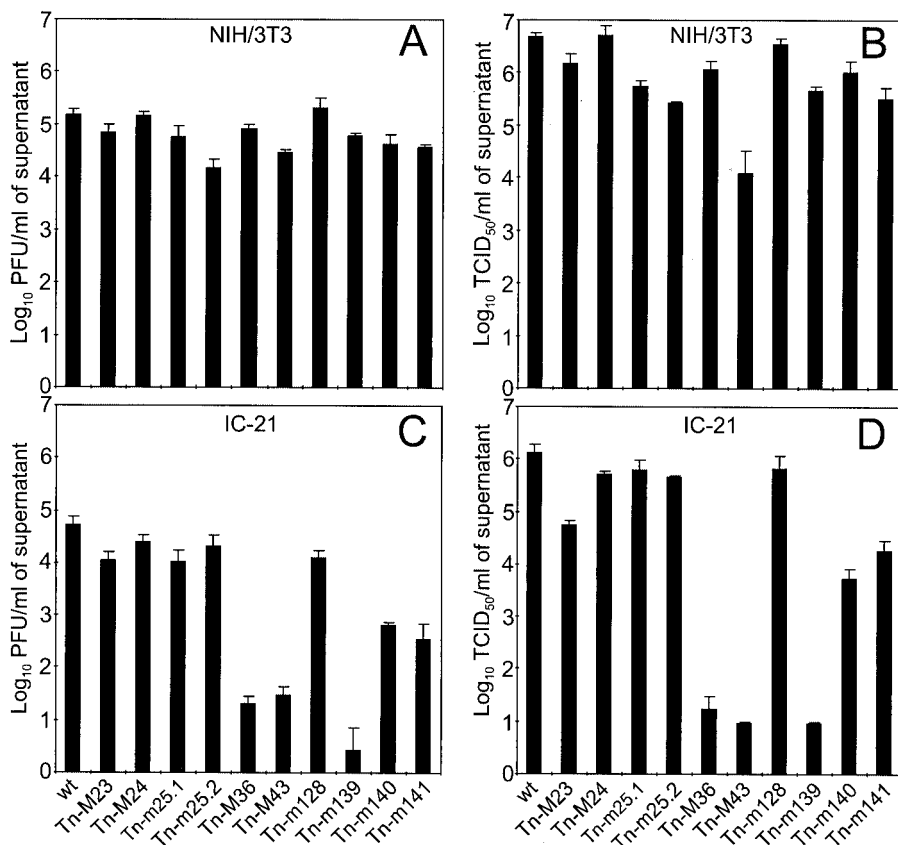 NIH/3T3
A
Log10 PFU/ml of supernatant
7
6
5
4
3
2
1
0
NIH/3T3
B
Log10 TCID50/ml of supernatant
7
6
5
4
3
2
1
0
IC-21
C
Log10 PFU/ml of supernatant
7
6
5
4
3
2
1
0
wt
Tn-M23
Tn-M24
Tn-m25.1
Tn-m25.2
Tn-M36
Tn-M43
Tn-m128
Tn-m139
Tn-m140
Tn-m141
IC-21
D
Log10 TCID50/ml of supernatant
7
6
5
4
3
2
1
0
wt
Tn-M23
Tn-M24
Tn-m25.1
Tn-m25.2
Tn-M36
Tn-M43
Tn-m128
Tn-m139
Tn-m140
Tn-m141